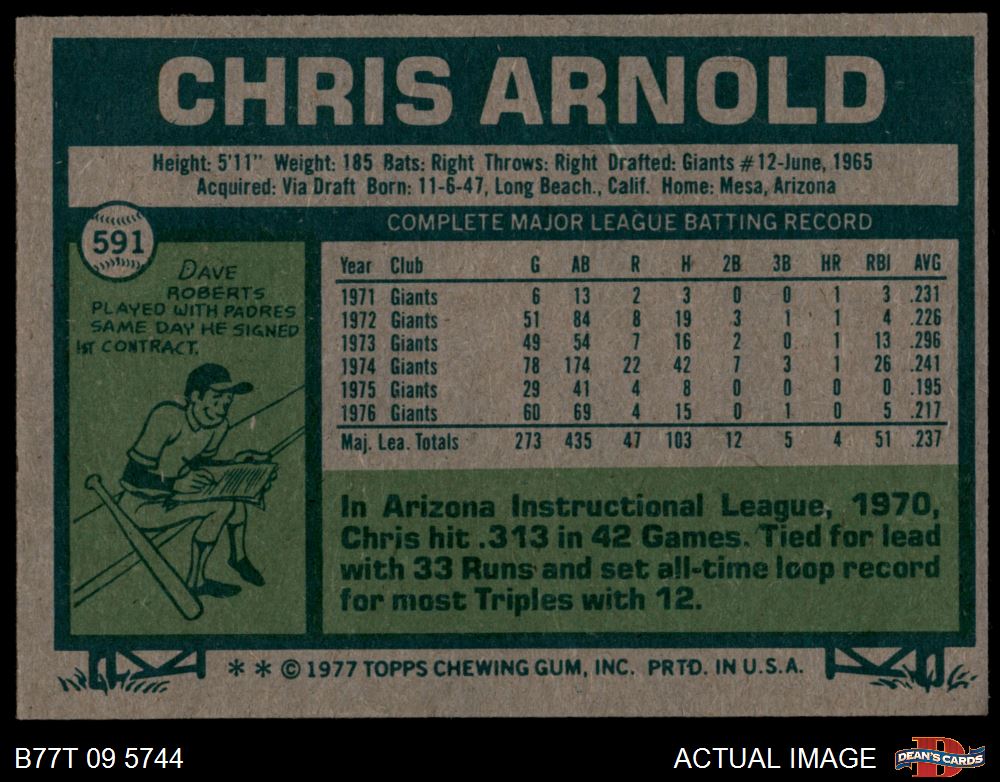 CHRIS ARNOLD
Height: 5'11" Weight: 185 Bats: Right Throws: Right Drafted: Giants #12-June, 1965
Acquired: Via Draft Born: 11-6-47, Long Beach., Calif. Home: Mesa, Arizona
591
DAVE
ROBERTS
PLAYED WITH PADRES
SAME DAY HE SIGNED
1ST CONTRACT.
COMPLETE MAJOR LEAGUE BATTING RECORD
Year Club G AB R H 2B 3B HR RBI AVG
1971 Giants 6 13 2 3 0 0 1 3 .231
1972 Giants 51 84 8 19 3 1 1 4 .226
1973 Giants 49 54 7 16 2 0 1 13 .296
1974 Giants 78 174 22 42 7 3 1 26 .241
1975 Giants 29 41 4 8 0 0 0 0 .195
1976 Giants 60 69 4 15 0 1 0 5 .217
Maj. Lea. Totals 273 435 47 103 12 5 4 51 .237
In Arizona Instructional League, 1970,
Chris hit .313 in 42 Games. Tied for lead
with 33 Runs and set all-time loop record
for most Triples with 12.
* * © 1977 TOPPS CHEWING GUM, INC. PRTD. IN U.S.A.
B77T 09 5744
ACTUAL IMAGE
D
DEAN'S CARDS